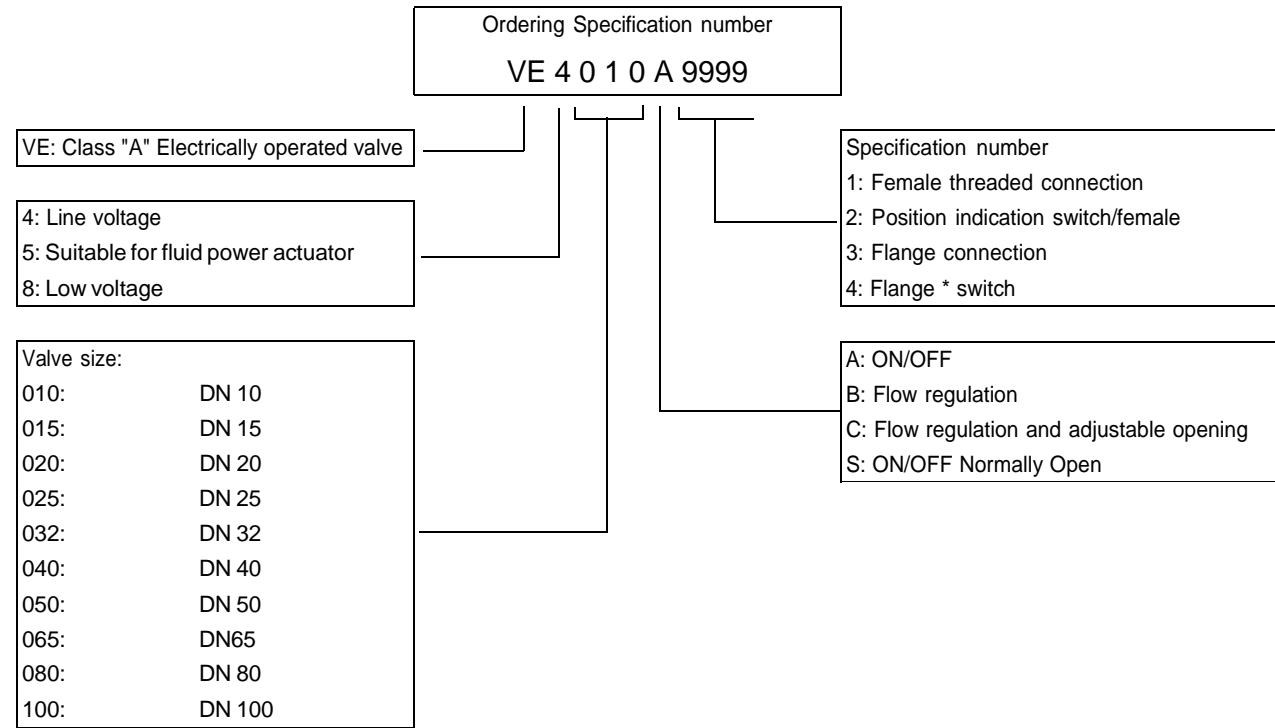 Ordering Specification number
VE 4 0 1 0 A 9999
VE: Class "A" Electrically operated valve
4: Line voltage
5: Suitable for fluid power actuator
8: Low voltage
Valve size:
010: DN 10
015: DN 15
020: DN 20
025: DN 25
032: DN 32
040: DN 40
050: DN 50
065: DN65
080: DN 80
100: DN 100
Specification number
1: Female threaded connection
2: Position indication switch/female
3: Flange connection
4: Flange * switch
A: ON/OFF
B: Flow regulation
C: Flow regulation and adjustable opening
S: ON/OFF Normally Open